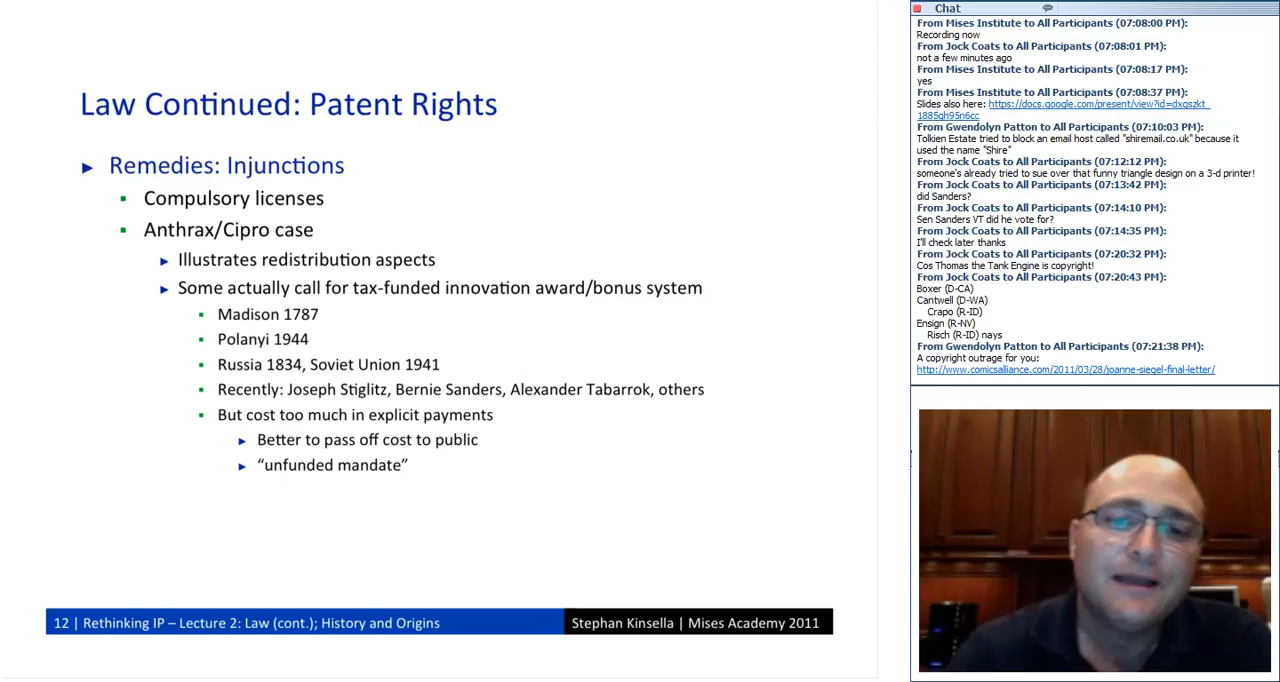 Law Continued: Patent Rights
► Remedies: Injunctions
▪ Compulsory licenses
▪ Anthrax/Cipro case
► Illustrates redistribution aspects
► Some actually call for tax-funded innovation award/bonus system
▪ Madison 1787
▪ Polanyi 1944
▪ Russia 1834, Soviet Union 1941
▪ Recently: Joseph Stiglitz, Bernie Sanders, Alexander Tabarrok, others
▪ But cost too much in explicit payments
► Better to pass off cost to public
► “unfunded mandate”
12 | Rethinking IP – Lecture 2: Law (cont.); History and Origins
Stephan Kinsella | Mises Academy 2011
Chat
From Mises Institute to All Participants (07:08:00 PM):
Recording now
From Jock Coats to All Participants (07:08:01 PM):
not a few minutes ago
From Mises Institute to All Participants (07:08:17 PM):
yes
From Mises Institute to All Participants (07:08:37 PM):
Slides also here: https://docs.google.com/present/view?id=dxgszkt_
1885gh95n6cc
From Gwendolyn Patton to All Participants (07:10:03 PM):
Tolkien Estate tried to block an email host called "shiremail.co.uk" because it
used the name "Shire"
From Jock Coats to All Participants (07:12:12 PM):
someone's already tried to sue over that funny triangle design on a 3-d printer!
From Jock Coats to All Participants (07:13:42 PM):
did Sanders?
From Jock Coats to All Participants (07:14:10 PM):
Sen Sanders VT did he vote for?
From Jock Coats to All Participants (07:14:35 PM):
I'll check later thanks
From Jock Coats to All Participants (07:20:32 PM):
Cos Thomas the Tank Engine is copyright!
From Jock Coats to All Participants (07:20:43 PM):
Boxer (D-CA)
Cantwell (D-WA)
Crapo (R-ID)
Ensign (R-NV)
Risch (R-ID) nays
From Gwendolyn Patton to All Participants (07:21:38 PM):
A copyright outrage for you:
http://www.comicsalliance.com/2011/03/28/joanne-siegel-final-letter/